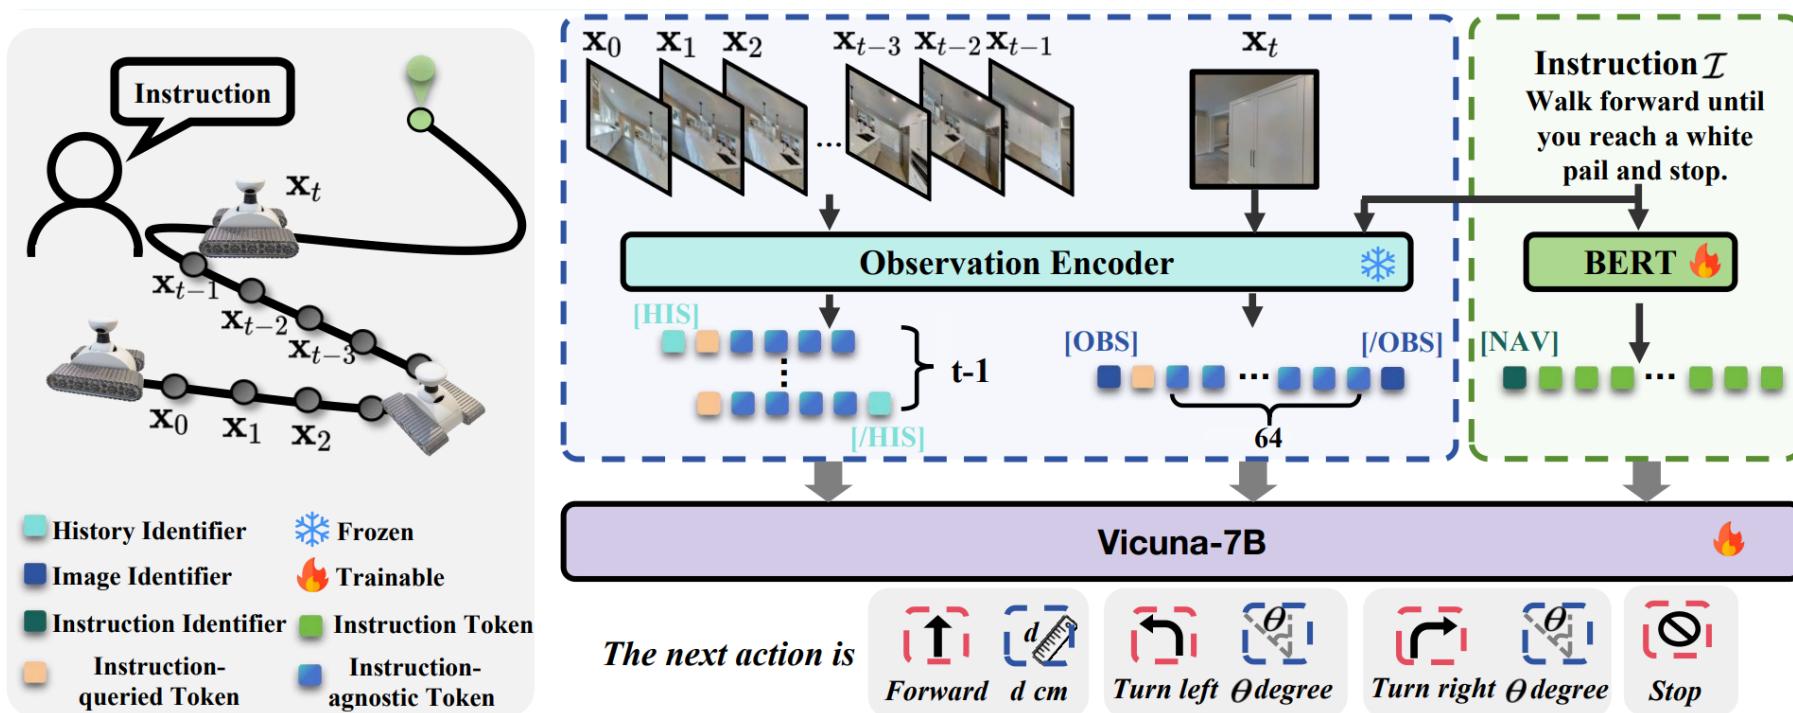 Instruction
x_t
x_{t-1}
x_{t-2}
x_{t-3}
x_0
x_1
x_2
History Identifier
Frozen
Image Identifier
Trainable
Instruction Identifier
Instruction Token
Instruction-
queried Token
Instruction-
agnostic Token
x_0 x_1 x_2 x_{t-3} x_{t-2} x_{t-1}
...
x_t
Observation Encoder
[HIS]
t-1
[/HIS]
[OBS]
[/OBS]
...
64
Instruction I
Walk forward until
you reach a white
pail and stop.
BERT
[NAV]
...
Vicuna-7B
The next action is
d
θ
θ
Forward d cm
Turn left θ degree
Turn right θ degree
Stop